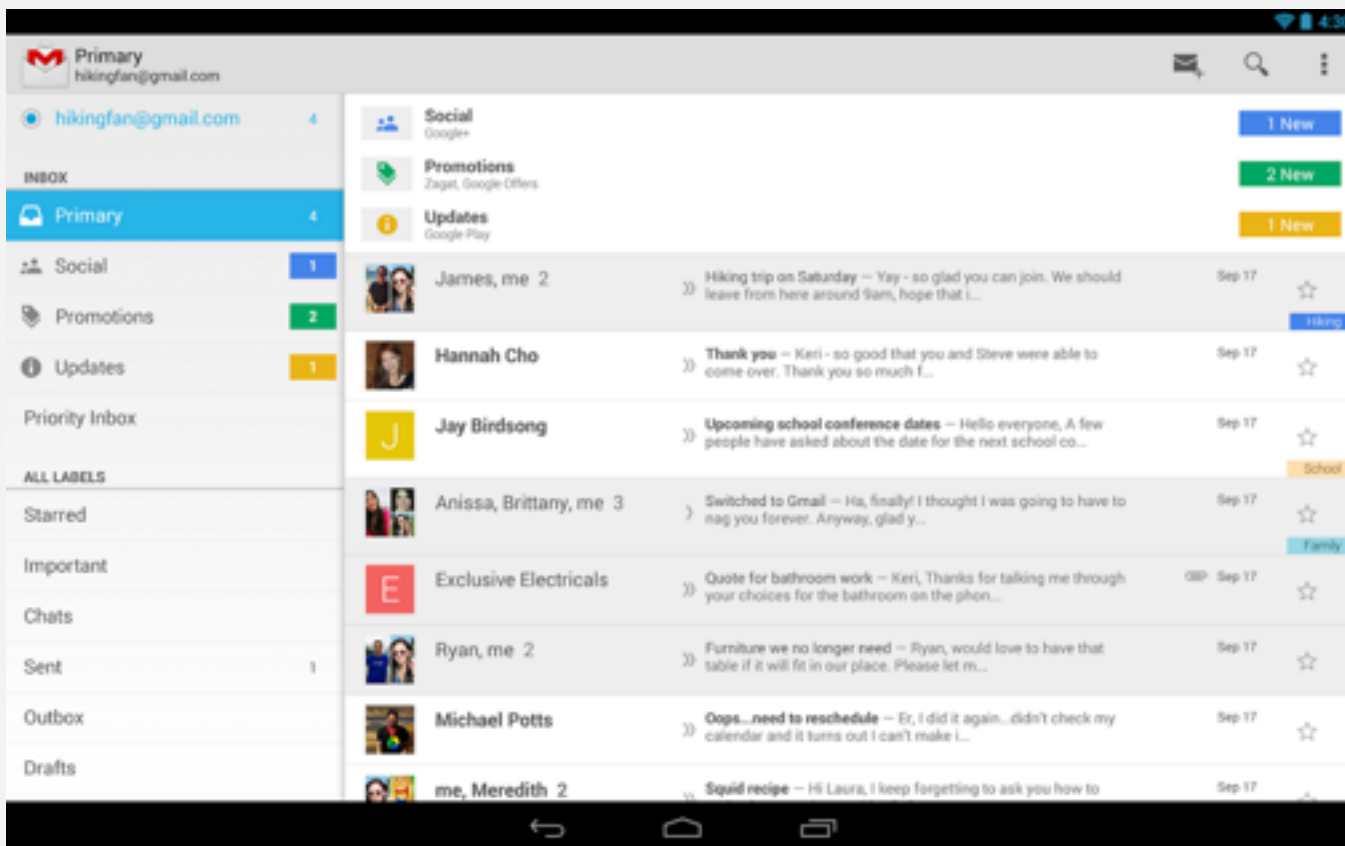 4:30
Primary
hikingfan@gmail.com
hikingfan@gmail.com 4
INBOX
Primary 4
Social 1
Promotions 2
Updates 1
Priority Inbox
ALL LABELS
Starred
Important
Chats
Sent 1
Outbox
Drafts
Social
Google+
1 New
Promotions
Zagat, Google Offers
2 New
Updates
Google Play
1 New
James, me 2
Hiking trip on Saturday — Yay - so glad you can join. We should
leave from here around 9am, hope that i...
Sep 17
Hiking
Hannah Cho
Thank you — Keri - so good that you and Steve were able to
come over. Thank you so much f...
Sep 17
Jay Birdsong
Upcoming school conference dates — Hello everyone, A few
people have asked about the date for the next school co...
Sep 17
School
Anissa, Brittany, me 3
Switched to Gmail — Ha, finally! I thought I was going to have to
nag you forever. Anyway, glad y...
Sep 17
Family
Exclusive Electricals
Quote for bathroom work — Keri, Thanks for talking me through
your choices for the bathroom on the phon...
Sep 17
Ryan, me 2
Furniture we no longer need — Ryan, would love to have that
table if it will fit in our place. Please let m...
Sep 17
Michael Potts
Oops...need to reschedule — Er, I did it again...didn't check my
calendar and it turns out I can't make i...
Sep 17
me, Meredith 2
Squid recipe — Hi Laura, I keep forgetting to ask you how to
Sep 17
J
E